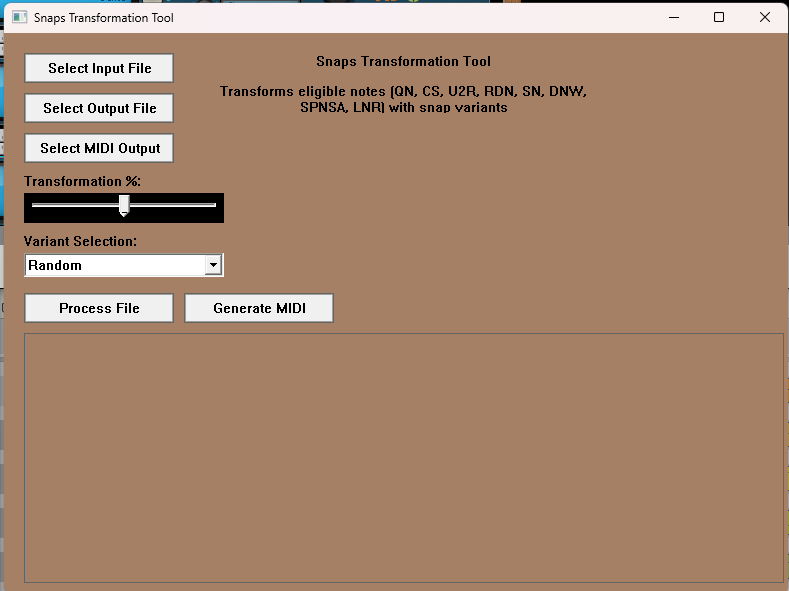 Snaps Transformation Tool
Select Input File
Snaps Transformation Tool
Transforms eligible notes (QN, CS, U2R, RDN, SN, DNW,
SPNSA, LNR) with snap variants
Select Output File
Select MIDI Output
Transformation %:
Variant Selection:
Random
Process File
Generate MIDI